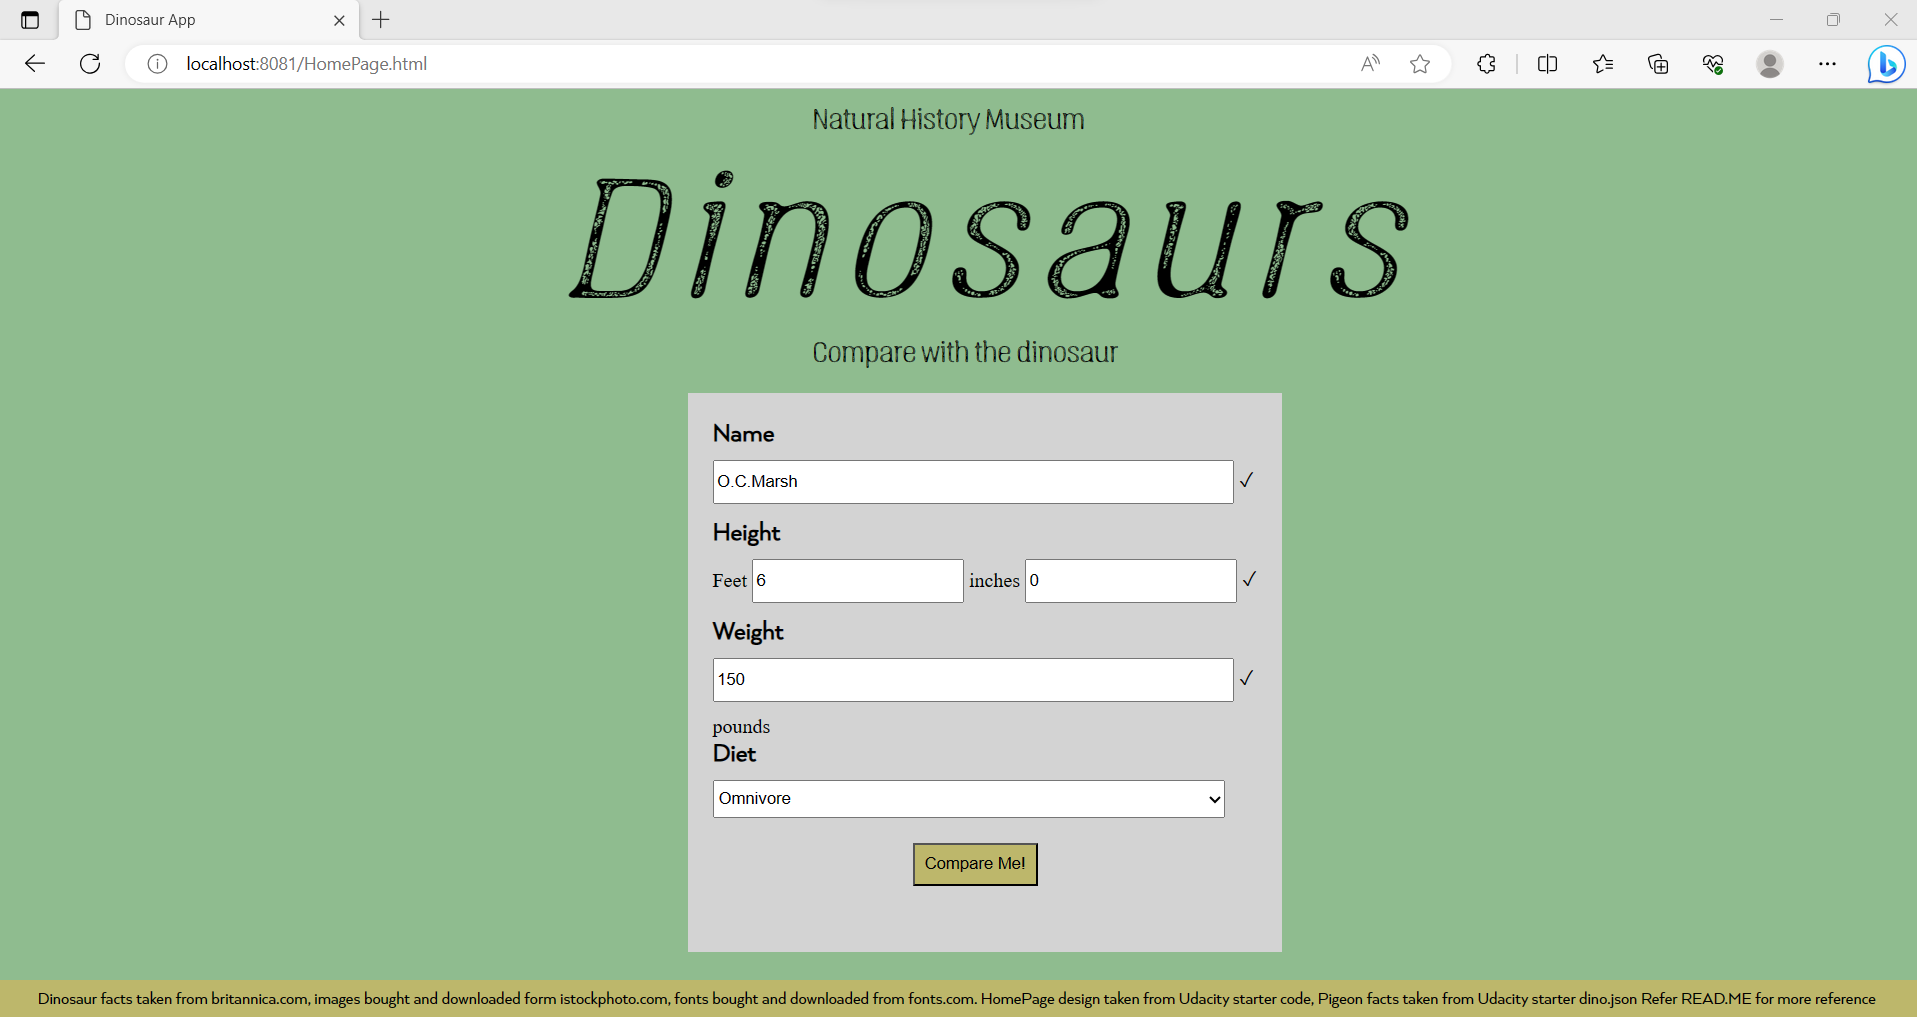 Dinosaur App
localhost:8081/HomePage.html
Natural History Museum
Dinosaurs
Compare with the dinosaur
Name
O.C.Marsh ✓
Height
Feet 6 inches 0 ✓
Weight
150 ✓
pounds
Diet
Omnivore
Compare Me!
Dinosaur facts taken from britannica.com, images bought and downloaded form istockphoto.com, fonts bought and downloaded from fonts.com. HomePage design taken from Udacity starter code, Pigeon facts taken from Udacity starter dino.json Refer READ.ME for more reference